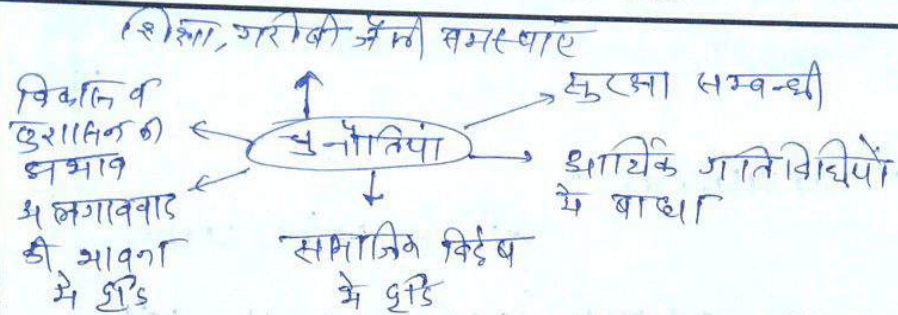 शिक्षा, गरीबी जैसी समस्याएं
विकास व
सुशासन का
अभाव
चुनौतियां
सुरक्षा सम्बन्धी
आर्थिक गतिविधियों
मे बाधा
अलगाववाद
की भावना
मे वृद्धि
सामाजिक विद्वेष
मे वृद्धि